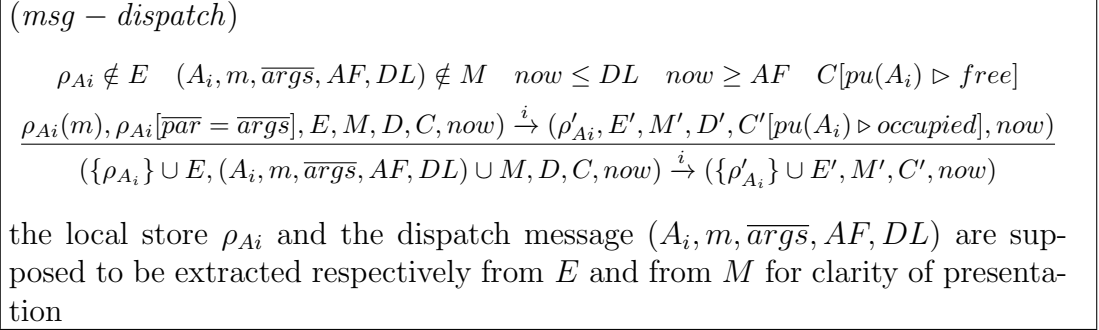 (msg − dispatch)
ρ_{Ai} ∉ E (A_i, m, \overline{args}, AF, DL) ∉ M now ≤ DL now ≥ AF C[pu(A_i) ▷ free]
ρ_{Ai}(m), ρ_{Ai}[\overline{par} = \overline{args}], E, M, D, C, now) \xrightarrow{i} (ρ'_{Ai}, E', M', D', C'[pu(A_i) ▷ occupied], now)
({ρ_{A_i}} ∪ E, (A_i, m, \overline{args}, AF, DL) ∪ M, D, C, now) \xrightarrow{i} ({ρ'_{A_i}} ∪ E', M', C', now)
the local store ρ_{Ai} and the dispatch message (A_i, m, \overline{args}, AF, DL) are sup-
posed to be extracted respectively from E and from M for clarity of presenta-
tion